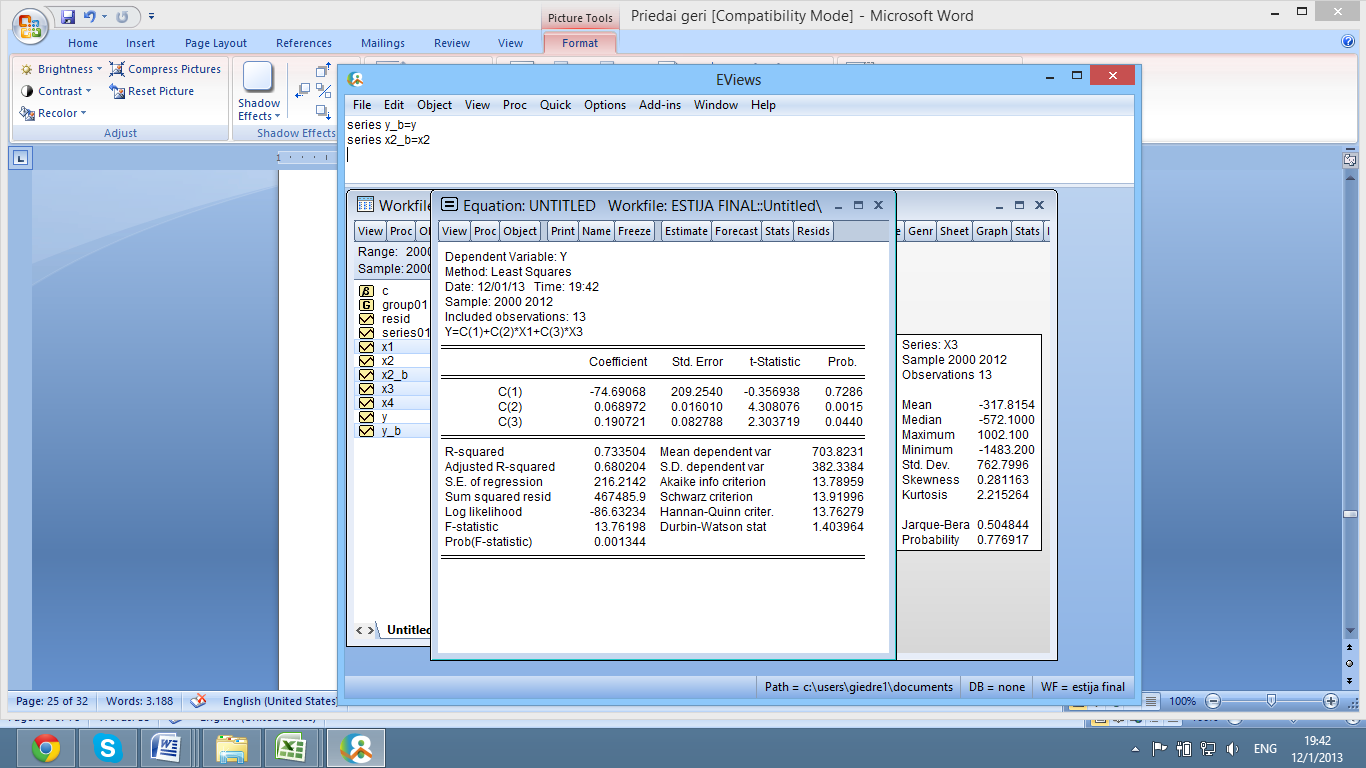 Picture Tools
Priedai geri [Compatibility Mode] - Microsoft Word
Home Insert Page Layout References Mailings Review View Format
Brightness Compress Pictures
Contrast Reset Picture
Recolor
Adjust
Shadow
Effects
Shadow Effects
1
EViews
File Edit Object View Proc Quick Options Add-ins Window Help
series y_b=y
series x2_b=x2
Workfile
View Proc
Range: 2000
Sample: 2000
c
group01
resid
series01
x1
x2
x2_b
x3
x4
y
y_b
Untitled
Equation: UNTITLED Workfile: ESTIJA FINAL::Untitled\
View Proc Object Print Name Freeze Estimate Forecast Stats Resids
Dependent Variable: Y
Method: Least Squares
Date: 12/01/13 Time: 19:42
Sample: 2000 2012
Included observations: 13
Y=C(1)+C(2)*X1+C(3)*X3
Coefficient Std. Error t-Statistic Prob.
C(1) -74.69068 209.2540 -0.356938 0.7286
C(2) 0.068972 0.016010 4.308076 0.0015
C(3) 0.190721 0.082788 2.303719 0.0440
R-squared 0.733504 Mean dependent var 703.8231
Adjusted R-squared 0.680204 S.D. dependent var 382.3384
S.E. of regression 216.2142 Akaike info criterion 13.78959
Sum squared resid 467485.9 Schwarz criterion 13.91996
Log likelihood -86.63234 Hannan-Quinn criter. 13.76279
F-statistic 13.76198 Durbin-Watson stat 1.403964
Prob(F-statistic) 0.001344
Genr Sheet Graph Stats
Series: X3
Sample 2000 2012
Observations 13
Mean -317.8154
Median -572.1000
Maximum 1002.100
Minimum -1483.200
Std. Dev. 762.7996
Skewness 0.281163
Kurtosis 2.215264
Jarque-Bera 0.504844
Probability 0.776917
Path = c:\users\giedre1\documents DB = none WF = estija final
Page: 25 of 32 Words: 3.188 English (United States) 100%
ENG
19:42
12/1/2013